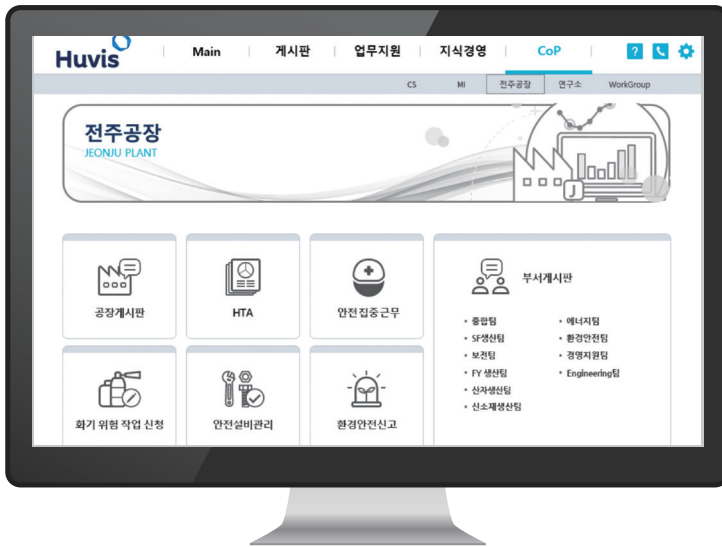 Huvis
Main 게시판 업무지원 지식경영 CoP ?
CS MI 전주공장 연구소 WorkGroup
전주공장
JEONJU PLANT
J
공장게시판
HTA
안전집중근무
화기 위험 작업 신청
안전설비관리
환경안전신고
부서게시판
• 중합팀
• SF생산팀
• 보전팀
• FY 생산팀
• 산자생산팀
• 신소재생산팀
• 에너지팀
• 환경안전팀
• 경영지원팀
• Engineering팀